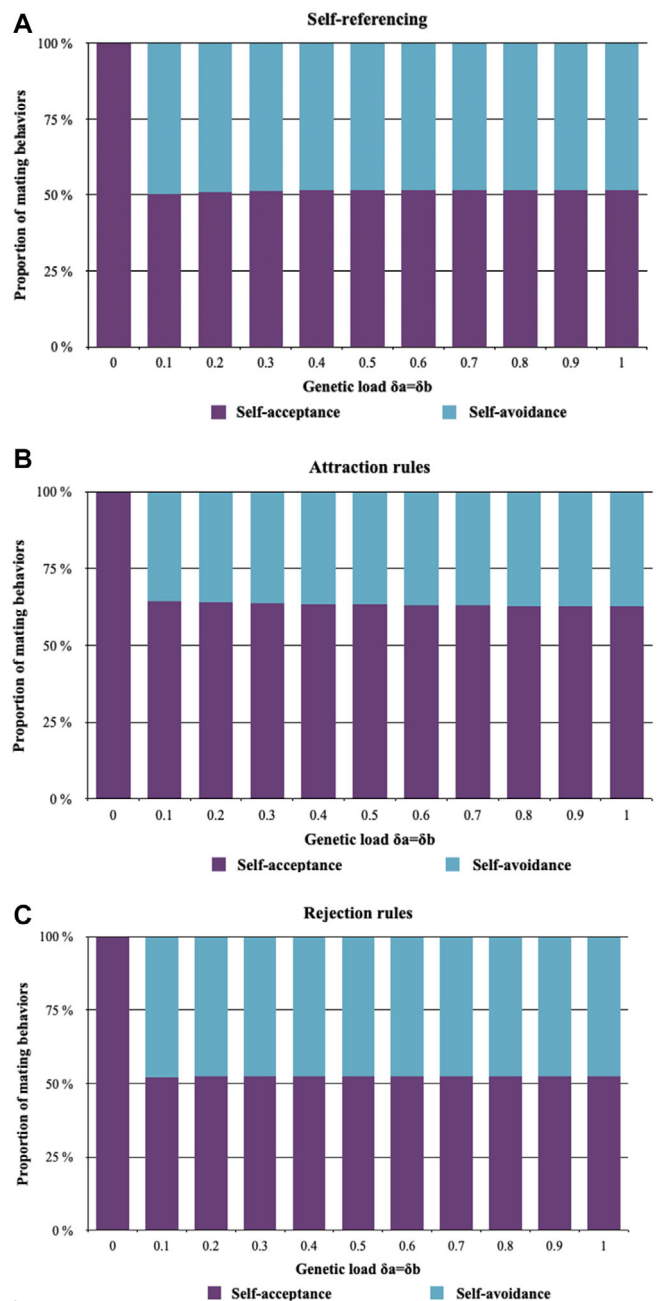 A
Self-referencing
100 %
75 %
50 %
25 %
0 %
Proportion of mating behaviors
0 0.1 0.2 0.3 0.4 0.5 0.6 0.7 0.8 0.9 1
Genetic load δa=δb
Self-acceptance Self-avoidance
B
Attraction rules
100 %
75 %
50 %
25 %
0 %
Proportion of mating behaviors
0 0.1 0.2 0.3 0.4 0.5 0.6 0.7 0.8 0.9 1
Genetic load δa=δb
Self-acceptance Self-avoidance
C
Rejection rules
100 %
75 %
50 %
25 %
0 %
Proportion of mating behaviors
0 0.1 0.2 0.3 0.4 0.5 0.6 0.7 0.8 0.9 1
Genetic load δa=δb
Self-acceptance Self-avoidance